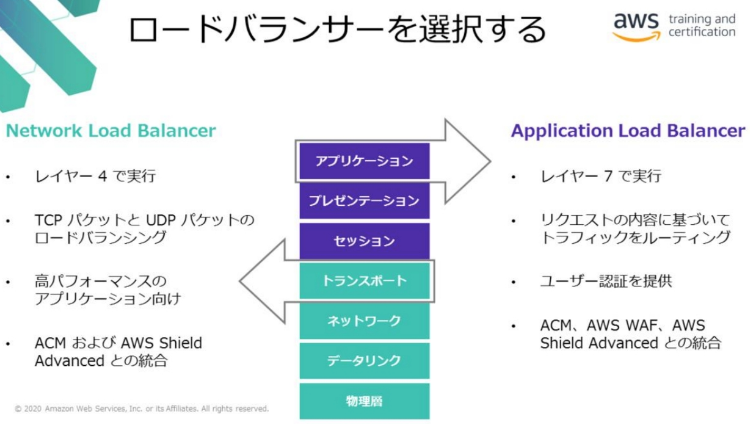 ロードバランサーを選択する
aws training and
certification
Network Load Balancer
• レイヤー 4 で実行
• TCP パケットと UDP パケットの
ロードバランシング
• 高パフォーマンスの
アプリケーション向け
• ACM および AWS Shield
Advanced との統合
アプリケーション
プレゼンテーション
セッション
トランスポート
ネットワーク
データリンク
物理層
Application Load Balancer
• レイヤー 7 で実行
• リクエストの内容に基づいて
トラフィックをルーティング
• ユーザー認証を提供
• ACM、AWS WAF、AWS
Shield Advanced との統合
© 2020 Amazon Web Services, Inc. or its Affiliates. All rights reserved.